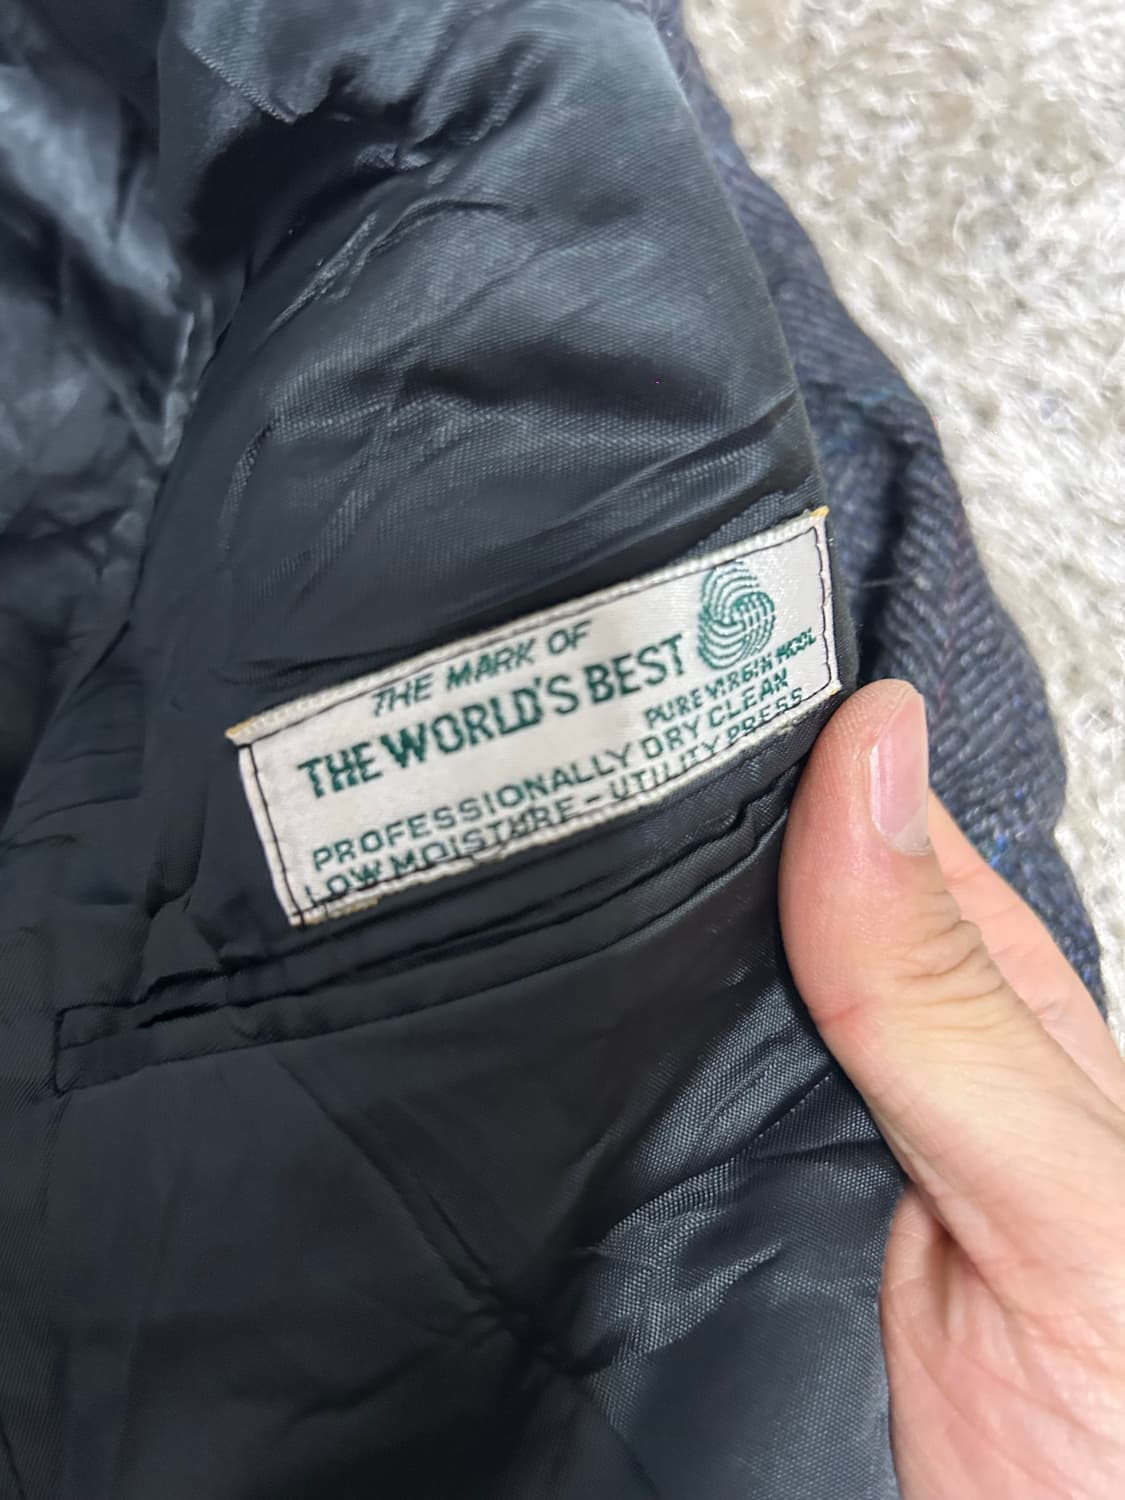 THE MARK OF
THE WORLD'S BEST
PURE VIRGIN WOOL
PROFESSIONALLY DRY CLEAN
LOW MOISTURE - UTILITY PRESS